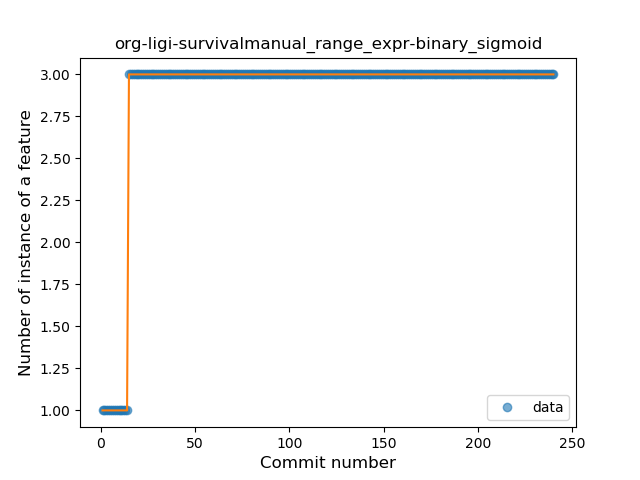 org-ligi-survivalmanual_range_expr-binary_sigmoid
3.00
2.75
2.50
2.25
2.00
1.75
1.50
1.25
1.00
Number of instance of a feature
data
0 50 100 150 200 250
Commit number